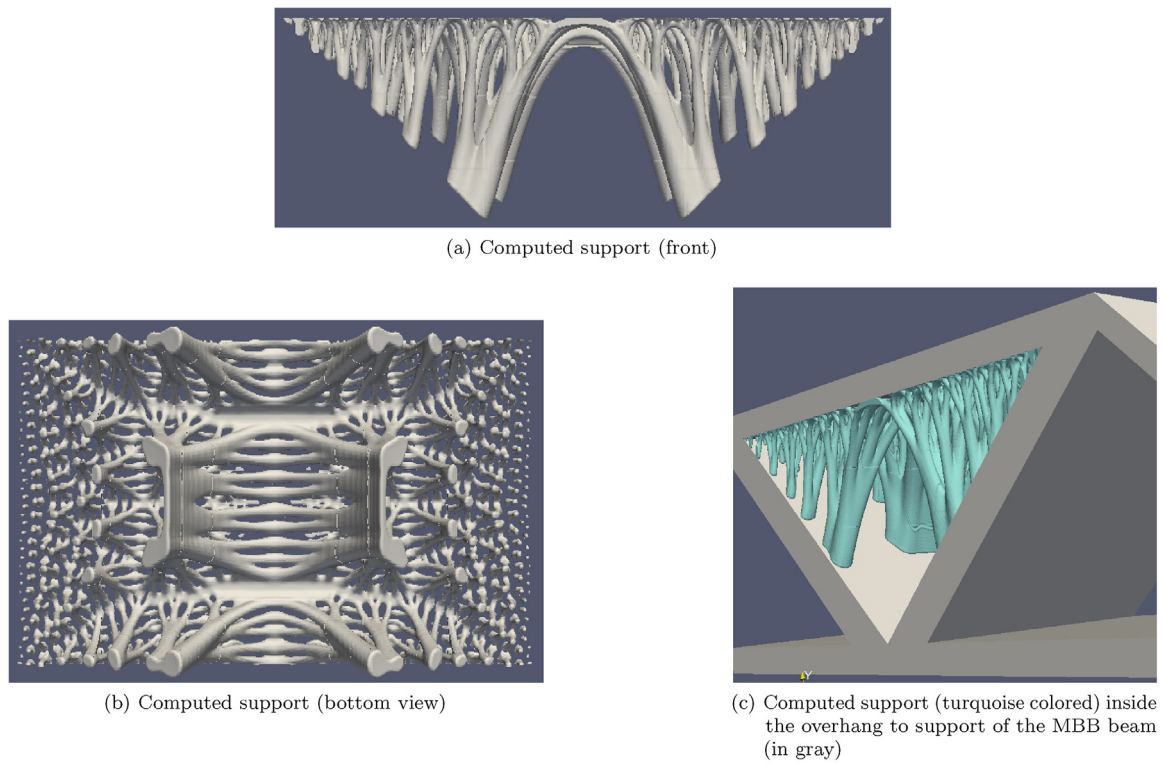 (a) Computed support (front)
(b) Computed support (bottom view)
Y
(c) Computed support (turquoise colored) inside
the overhang to support of the MBB beam
(in gray)